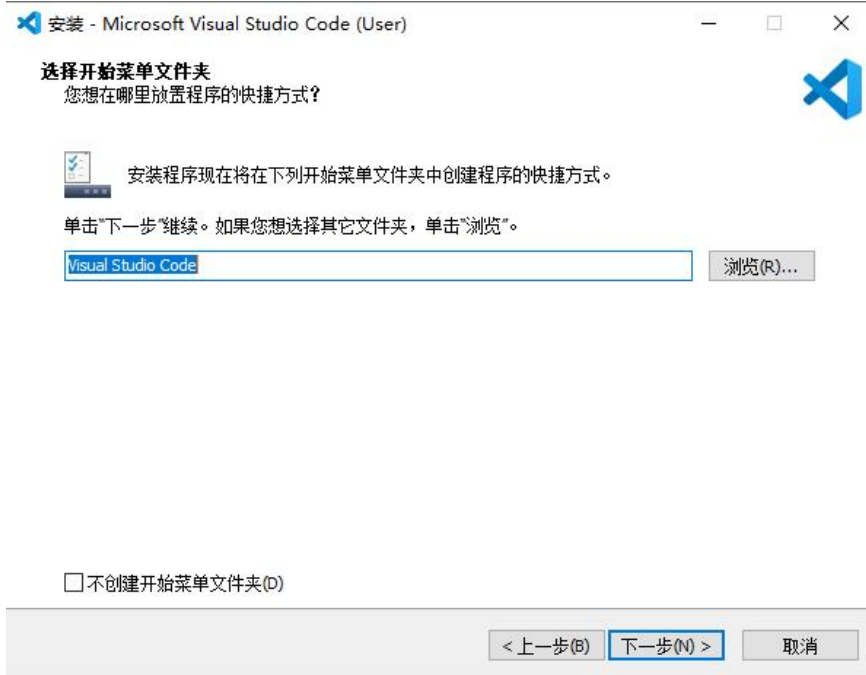 安装 - Microsoft Visual Studio Code (User)
选择开始菜单文件夹
您想在哪里放置程序的快捷方式?
安装程序现在将在下列开始菜单文件夹中创建程序的快捷方式。
单击"下一步"继续。如果您想选择其它文件夹，单击"浏览"。
Visual Studio Code
浏览(R)...
不创建开始菜单文件夹(D)
< 上一步(B) 下一步(N) > 取消